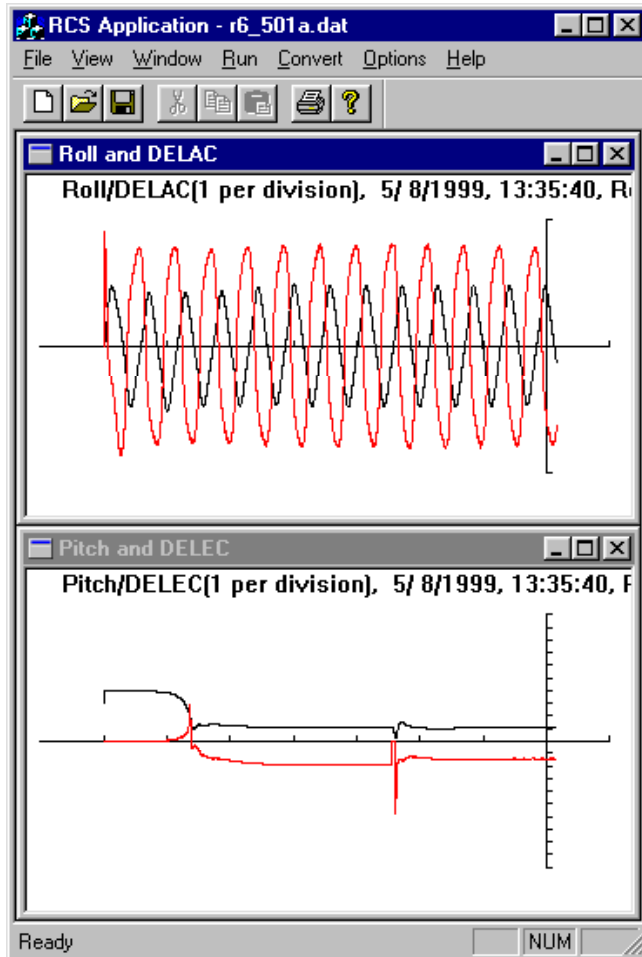 RCS Application - r6_501a.dat
File View Window Run Convert Options Help
Roll and DELAC
Roll/DELAC(1 per division), 5/ 8/1999, 13:35:40,
Pitch and DELEC
Pitch/DELEC(1 per division), 5/ 8/1999, 13:35:40,
Ready NUM